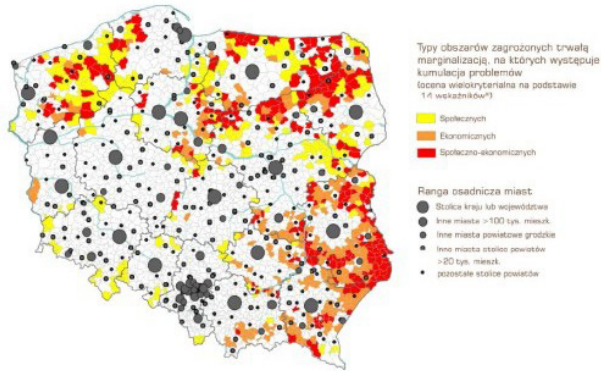 Typy obszarów zagrożonych trwałą
marginalizacją, na których występuje
kumulacja problemów
(ocena wielokryterialna na podstawie
14 wskaźników*)
Społecznych
Ekonomicznych
Społeczno-ekonomicznych
Ranga osadnicza miast
Stolice kraju lub województwa
Inne miasta >100 tys. mieszk.
Inne miasta powiatowe grodzkie
Inne miasta stolice powiatów
>20 tys. mieszk.
pozostałe stolice powiatów